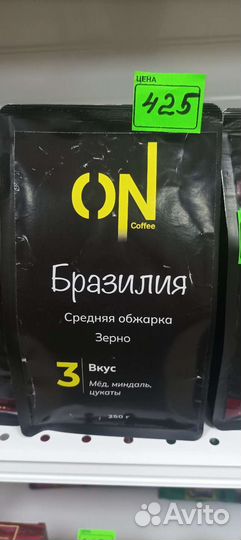 ЦЕНА
425
ON
Coffee
Бразилия
Средняя обжарка
Зерно
3
Вкус
Мёд, миндаль,
цукаты
250 г
Avito